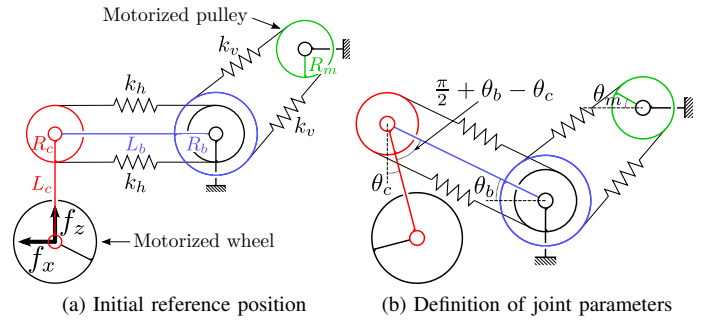 Motorized pulley
k_v
R_m
k_h
k_v
R_c
L_b
R_b
k_h
L_c
f_z
f_x
Motorized wheel
π/2 + θ_b − θ_c
θ_m
θ_c
θ_b
(a) Initial reference position
(b) Definition of joint parameters